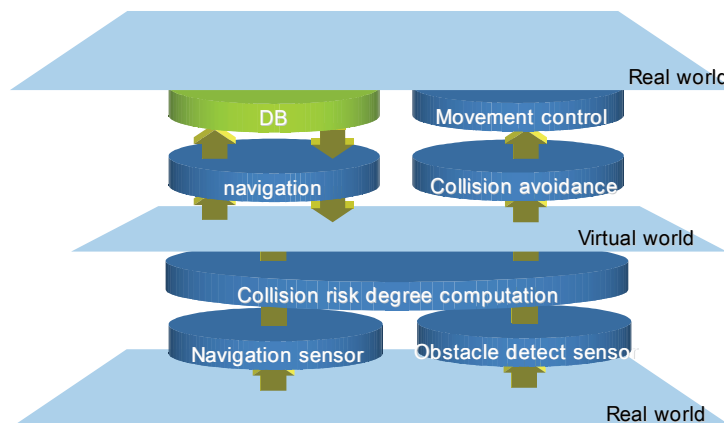 Real world
DB
Movement control
navigation
Collision avoidance
Virtual world
Collision risk degree computation
Navigation sensor
Obstacle detect sensor
Real world